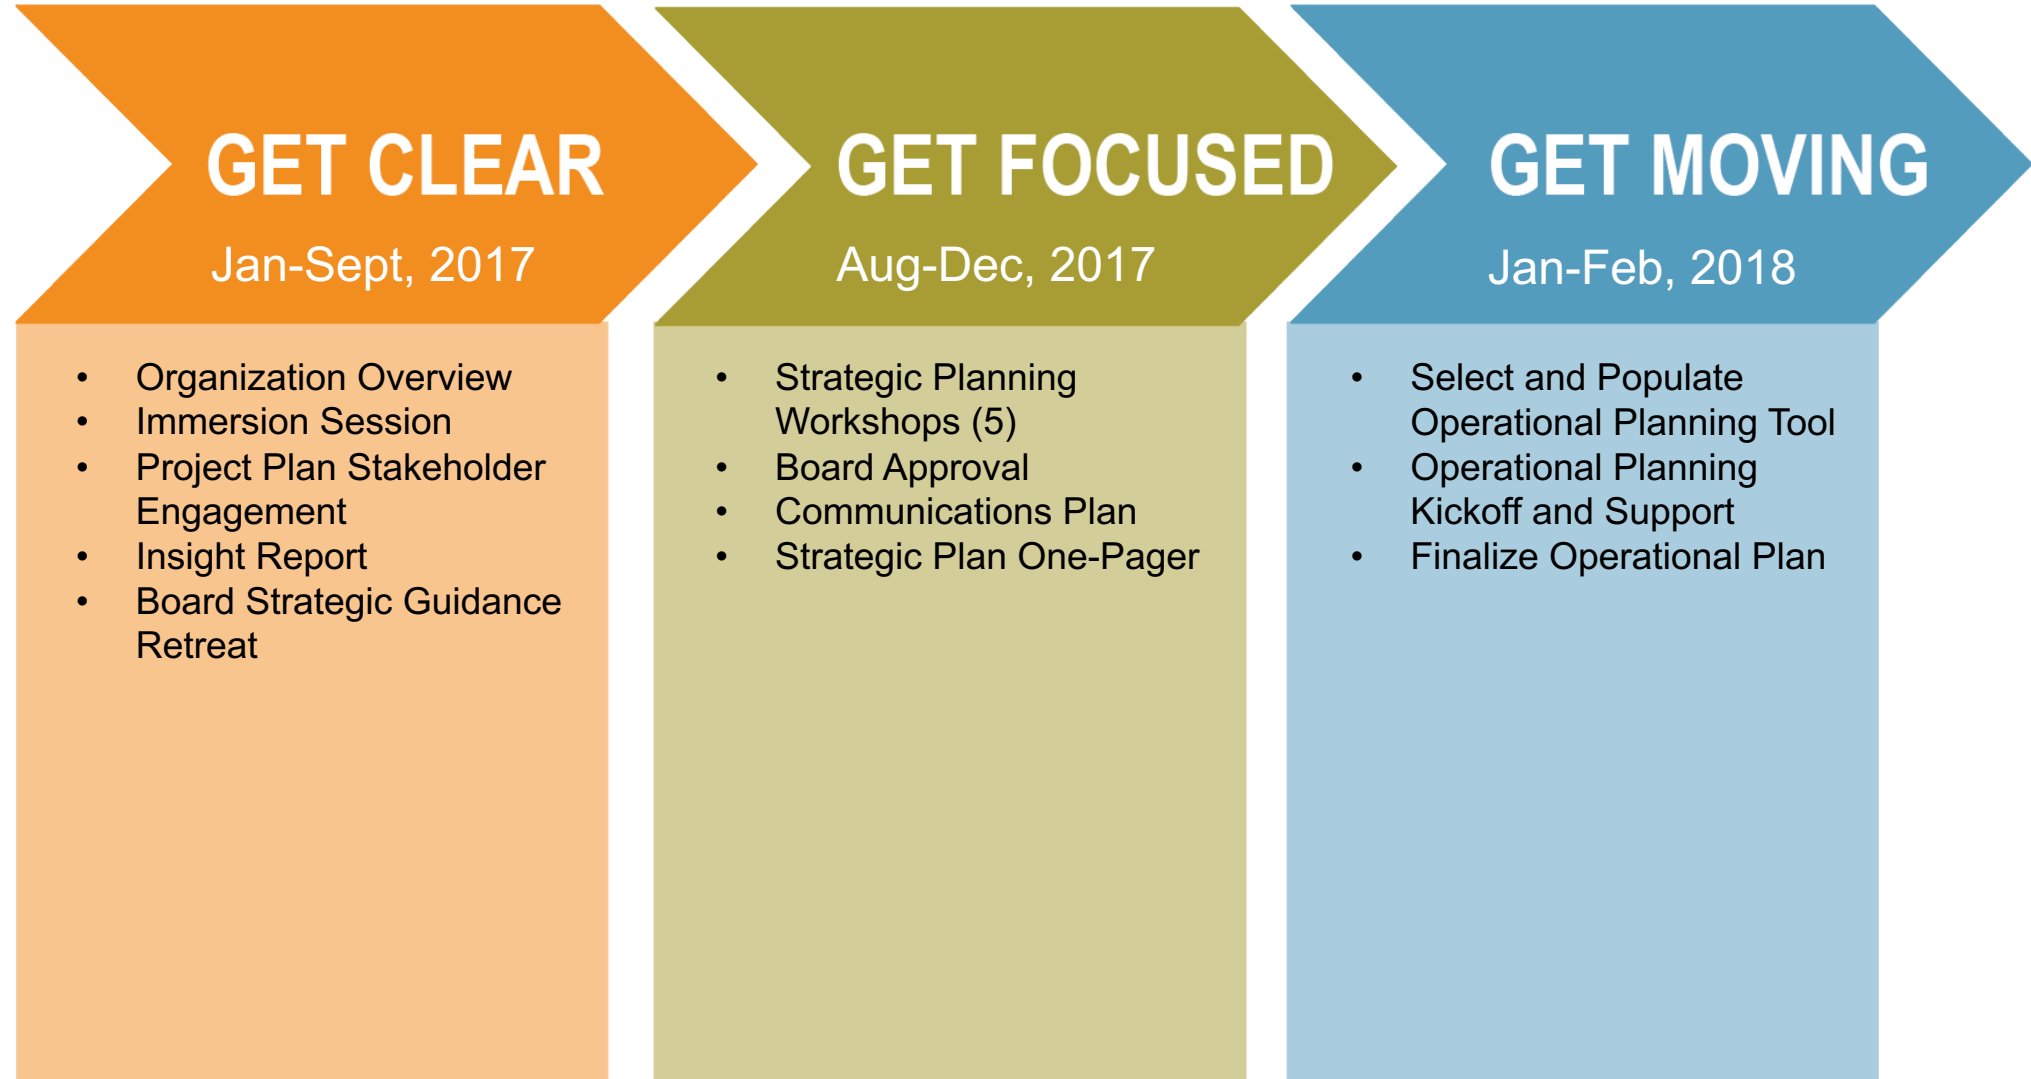 GET CLEAR
Jan-Sept, 2017
• Organization Overview
• Immersion Session
• Project Plan Stakeholder
Engagement
• Insight Report
• Board Strategic Guidance
Retreat
GET FOCUSED
Aug-Dec, 2017
• Strategic Planning
Workshops (5)
• Board Approval
• Communications Plan
• Strategic Plan One-Pager
GET MOVING
Jan-Feb, 2018
• Select and Populate
Operational Planning Tool
• Operational Planning
Kickoff and Support
• Finalize Operational Plan